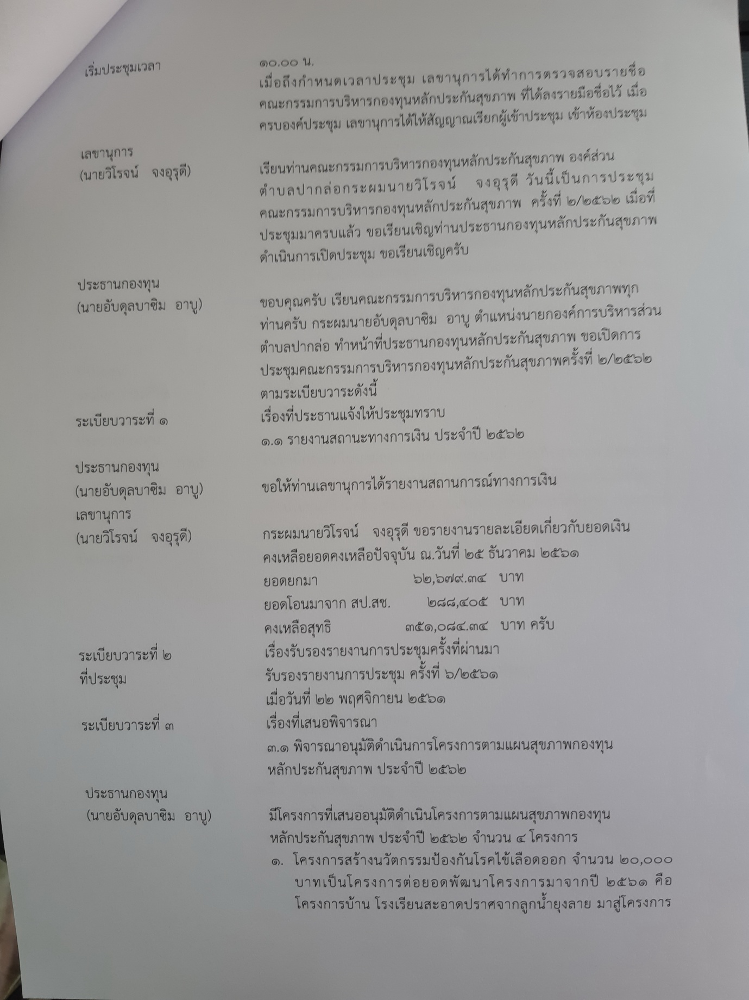 เริ่มประชุมเวลา ๑๐.๐๐ น.
เมื่อถึงกำหนดเวลาประชุม เลขานุการได้ทำการตรวจสอบรายชื่อ
คณะกรรมการบริหารกองทุนหลักประกันสุขภาพ ที่ได้ลงรายมือชื่อไว้ เมื่อ
ครบองค์ประชุม เลขานุการได้ให้สัญญาณเรียกผู้เข้าประชุม เข้าห้องประชุม
เลขานุการ
(นายวิโรจน์ จงอุรุดี) เรียนท่านคณะกรรมการบริหารกองทุนหลักประกันสุขภาพ องค์ส่วน
ตำบลปากล่อกระผมนายวิโรจน์ จงอุรุดี วันนี้เป็นการประชุม
คณะกรรมการบริหารกองทุนหลักประกันสุขภาพ ครั้งที่ ๒/๒๕๖๒ เมื่อที่
ประชุมมาครบแล้ว ขอเรียนเชิญท่านประธานกองทุนหลักประกันสุขภาพ
ดำเนินการเปิดประชุม ขอเรียนเชิญครับ
ประธานกองทุน
(นายอับดุลบาซิม อาบู) ขอบคุณครับ เรียนคณะกรรมการบริหารกองทุนหลักประกันสุขภาพทุก
ท่านครับ กระผมนายอับดุลบาซิม อาบู ตำแหน่งนายกองค์การบริหารส่วน
ตำบลปากล่อ ทำหน้าที่ประธานกองทุนหลักประกันสุขภาพ ขอเปิดการ
ประชุมคณะกรรมการบริหารกองทุนหลักประกันสุขภาพครั้งที่ ๒/๒๕๖๒
ตามระเบียบวาระดังนี้
ระเบียบวาระที่ ๑ เรื่องที่ประธานแจ้งให้ประชุมทราบ
๑.๑ รายงานสถานะทางการเงิน ประจำปี ๒๕๖๒
ประธานกองทุน
(นายอับดุลบาซิม อาบู) ขอให้ท่านเลขานุการได้รายงานสถานการณ์ทางการเงิน
เลขานุการ
(นายวิโรจน์ จงอุรุดี) กระผมนายวิโรจน์ จงอุรุดี ขอรายงานรายละเอียดเกี่ยวกับยอดเงิน
คงเหลือยอดคงเหลือปัจจุบัน ณ.วันที่ ๒๕ ธันวาคม ๒๕๖๑
ยอดยกมา ๖๒,๖๗๙.๓๔ บาท
ยอดโอนมาจาก สป.สช. ๒๘๘,๔๐๕ บาท
คงเหลือสุทธิ ๓๕๑,๐๘๔.๓๔ บาท ครับ
ระเบียบวาระที่ ๒ เรื่องรับรองรายงานการประชุมครั้งที่ผ่านมา
ที่ประชุม รับรองรายงานการประชุม ครั้งที่ ๖/๒๕๖๑
เมื่อวันที่ ๒๒ พฤศจิกายน ๒๕๖๑
ระเบียบวาระที่ ๓ เรื่องที่เสนอพิจารณา
๓.๑ พิจารณาอนุมัติดำเนินการโครงการตามแผนสุขภาพกองทุน
หลักประกันสุขภาพ ประจำปี ๒๕๖๒
ประธานกองทุน
(นายอับดุลบาซิม อาบู) มีโครงการที่เสนออนุมัติดำเนินโครงการตามแผนสุขภาพกองทุน
หลักประกันสุขภาพ ประจำปี ๒๕๖๒ จำนวน ๔ โครงการ
๑. โครงการสร้างนวัตกรรมป้องกันโรคไข้เลือดออก จำนวน ๒๐,๐๐๐
บาทเป็นโครงการต่อยอดพัฒนาโครงการมาจากปี ๒๕๖๑ คือ
โครงการบ้าน โรงเรียนสะอาดปราศจากลูกน้ำยุงลาย มาสู่โครงการ